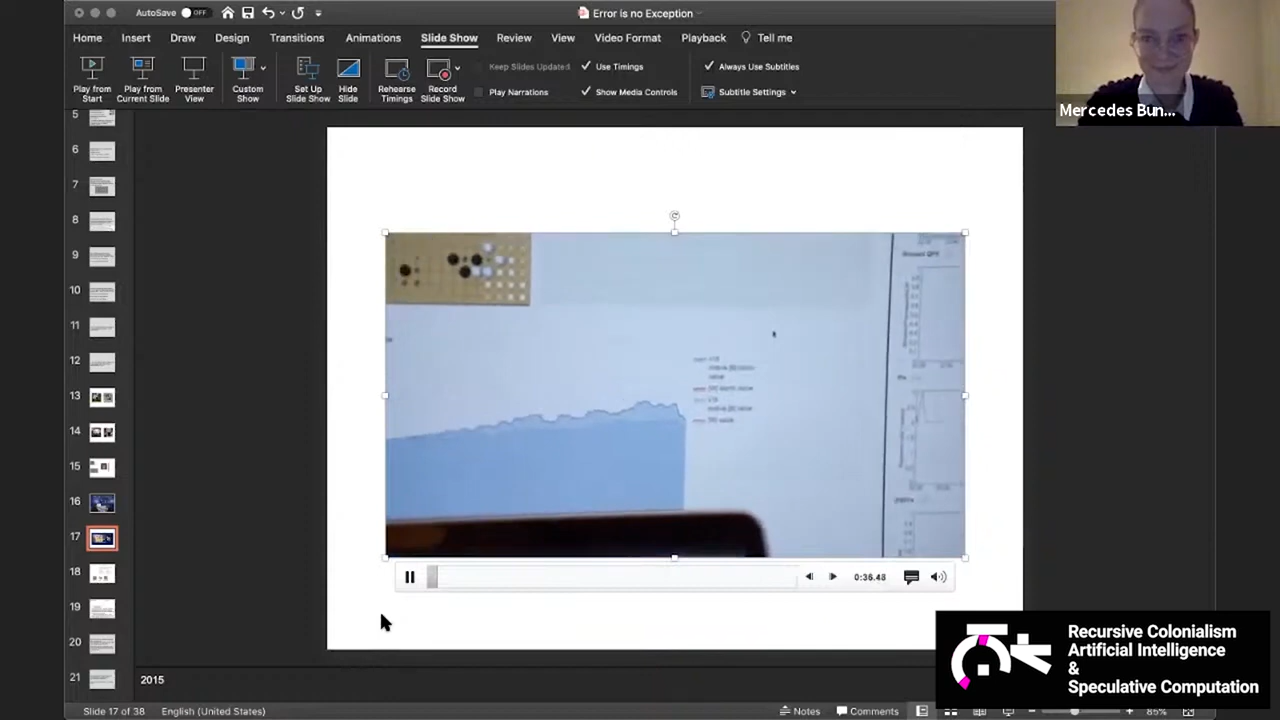 AutoSave OFF
Error is no Exception
Home Insert Draw Design Transitions Animations Slide Show Review View Video Format Playback Tell me
Play from Start
Play from Current Slide
Presenter View
Custom Show
Set Up Slide Show
Hide Slide
Rehearse Timings
Record Slide Show
Keep Slides Updated
Play Narrations
Use Timings
Show Media Controls
Always Use Subtitles
Subtitle Settings
Mercedes Bun...
5
6
7
8
9
10
11
12
13
14
15
16
17
18
19
20
21
0:36.48
2015
Recursive Colonialism
Artificial Intelligence
&
Speculative Computation
Slide 17 of 38 English (United States) Notes Comments 85%